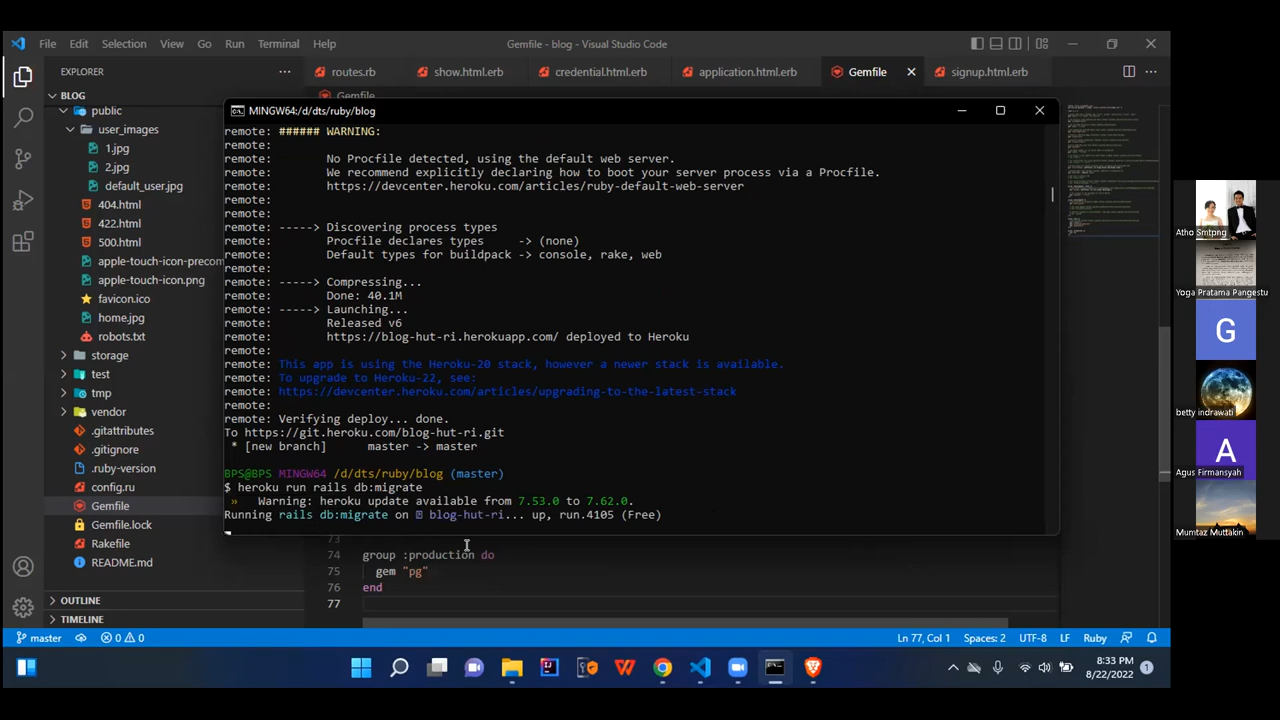 File Edit Selection View Go Run Terminal Help
Gemfile - blog - Visual Studio Code
EXPLORER
routes.rb
show.html.erb
credential.html.erb
application.html.erb
Gemfile
signup.html.erb
BLOG
public
user_images
1.jpg
2.jpg
default_user.jpg
404.html
422.html
500.html
apple-touch-icon-precom
apple-touch-icon.png
favicon.ico
home.jpg
robots.txt
storage
test
tmp
vendor
.gitattributes
.gitignore
.ruby-version
config.ru
Gemfile
Gemfile.lock
Rakefile
README.md
OUTLINE
TIMELINE
Gemfile
MINGW64:/d/dts/ruby/blog
remote: ###### WARNING:
remote:
remote: No Procfile detected, using the default web server.
remote: We recommend explicitly declaring how to boot your server process via a Procfile.
remote: https://devcenter.heroku.com/articles/ruby-default-web-server
remote:
remote:
remote: -----> Discovering process types
remote: Procfile declares types -> (none)
remote: Default types for buildpack -> console, rake, web
remote:
remote: -----> Compressing...
remote: Done: 40.1M
remote: -----> Launching...
remote: Released v6
remote: https://blog-hut-ri.herokuapp.com/ deployed to Heroku
remote:
remote: This app is using the Heroku-20 stack, however a newer stack is available.
remote: To upgrade to Heroku-22, see:
remote: https://devcenter.heroku.com/articles/upgrading-to-the-latest-stack
remote:
remote: Verifying deploy... done.
To https://git.heroku.com/blog-hut-ri.git
* [new branch] master -> master
BPS@BPS MINGW64 /d/dts/ruby/blog (master)
$ heroku run rails db:migrate
» Warning: heroku update available from 7.53.0 to 7.62.0.
Running rails db:migrate on blog-hut-ri... up, run.4105 (Free)
73
74 group :production do
75 gem "pg"
76 end
77
master
0 0
Ln 77, Col 1
Spaces: 2
UTF-8
LF
Ruby
8:33 PM
8/22/2022
1
Atho Smtpng
Yoga Pratama Pangestu
G
betty indrawati
A
Agus Firmansyah
Mumtaz Muttakin